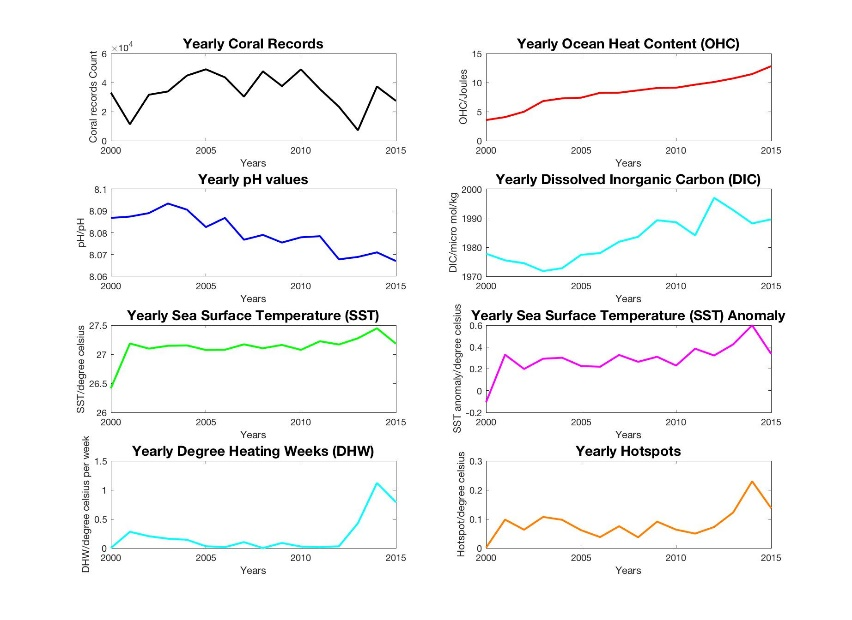 Yearly Coral Records
×10⁴
Coral records Count
6
4
2
0
2000 2005 2010 2015
Years
Yearly Ocean Heat Content (OHC)
OHC/Joules
15
10
5
0
2000 2005 2010 2015
Years
Yearly pH values
pH/pH
8.1
8.09
8.08
8.07
8.06
2000 2005 2010 2015
Years
Yearly Dissolved Inorganic Carbon (DIC)
DIC/micro mol/kg
2000
1990
1980
1970
2000 2005 2010 2015
Years
Yearly Sea Surface Temperature (SST)
SST/degree celsius
27.5
27
26.5
26
2000 2005 2010 2015
Years
Yearly Sea Surface Temperature (SST) Anomaly
SST anomaly/degree celsius
0.6
0.4
0.2
0
-0.2
2000 2005 2010 2015
Years
Yearly Degree Heating Weeks (DHW)
DHW/degree celsius per week
1.5
1
0.5
0
2000 2005 2010 2015
Years
Yearly Hotspots
Hotspot/degree celsius
0.3
0.2
0.1
0
2000 2005 2010 2015
Years